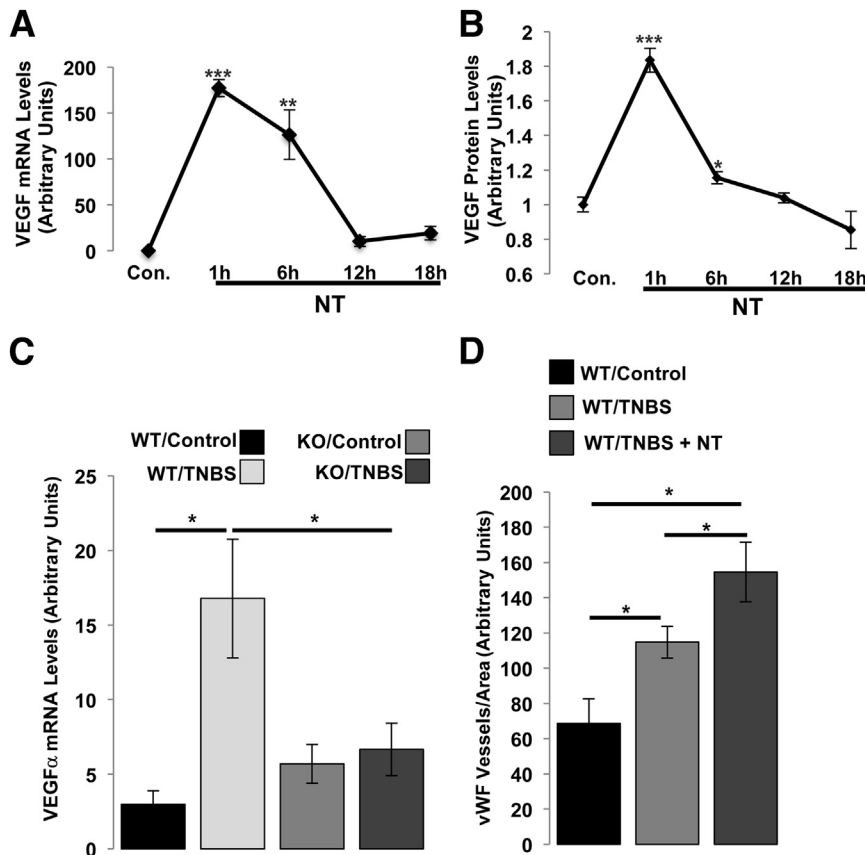 A
VEGF mRNA Levels
(Arbitrary Units)
200
150
100
50
0
***
**
Con.
1h
6h
12h
18h
NT
B
VEGF Protein Levels
(Arbitrary Units)
2
1.8
1.6
1.4
1.2
1
0.8
0.6
***
*
Con.
1h
6h
12h
18h
NT
C
WT/Control
KO/Control
WT/TNBS
KO/TNBS
VEGFα mRNA Levels (Arbitrary Units)
25
20
15
10
5
0
*
*
D
WT/Control
WT/TNBS
WT/TNBS + NT
vWF Vessels/Area (Arbitrary Units)
200
180
160
140
120
100
80
60
40
20
0
*
*
*